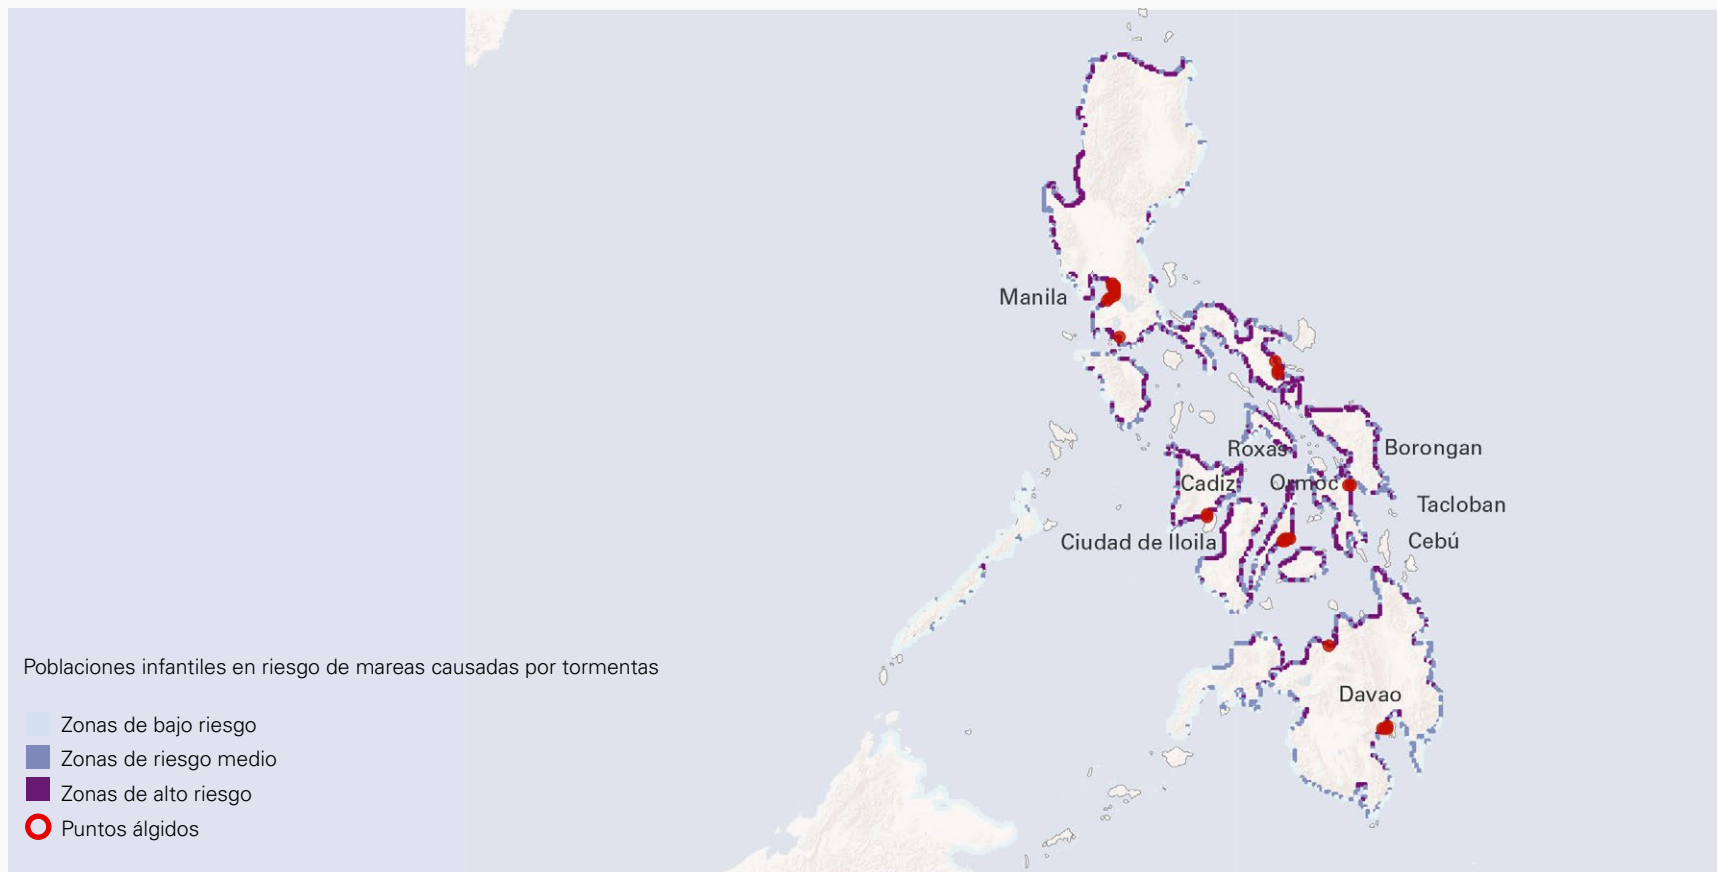 Manila
Roxas
Borongan
Cadiz
Ormoc
Tacloban
Ciudad de Iloila
Cebú
Poblaciones infantiles en riesgo de mareas causadas por tormentas
Davao
Zonas de bajo riesgo
Zonas de riesgo medio
Zonas de alto riesgo
Puntos álgidos